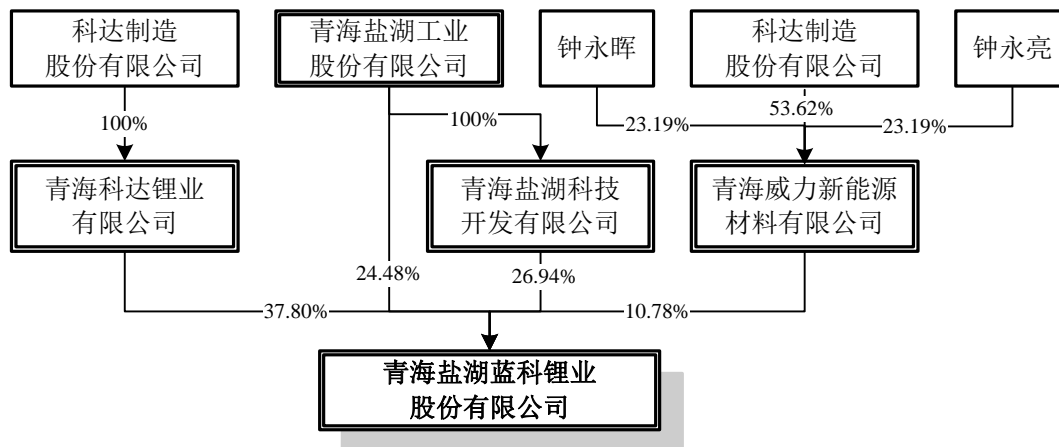 科达制造
股份有限公司
青海盐湖工业
股份有限公司
钟永晖
科达制造
股份有限公司
钟永亮
100%
100%
23.19%
53.62%
23.19%
青海科达锂业
有限公司
青海盐湖科技
开发有限公司
青海威力新能源
材料有限公司
24.48%
26.94%
37.80%
10.78%
青海盐湖蓝科锂业
股份有限公司